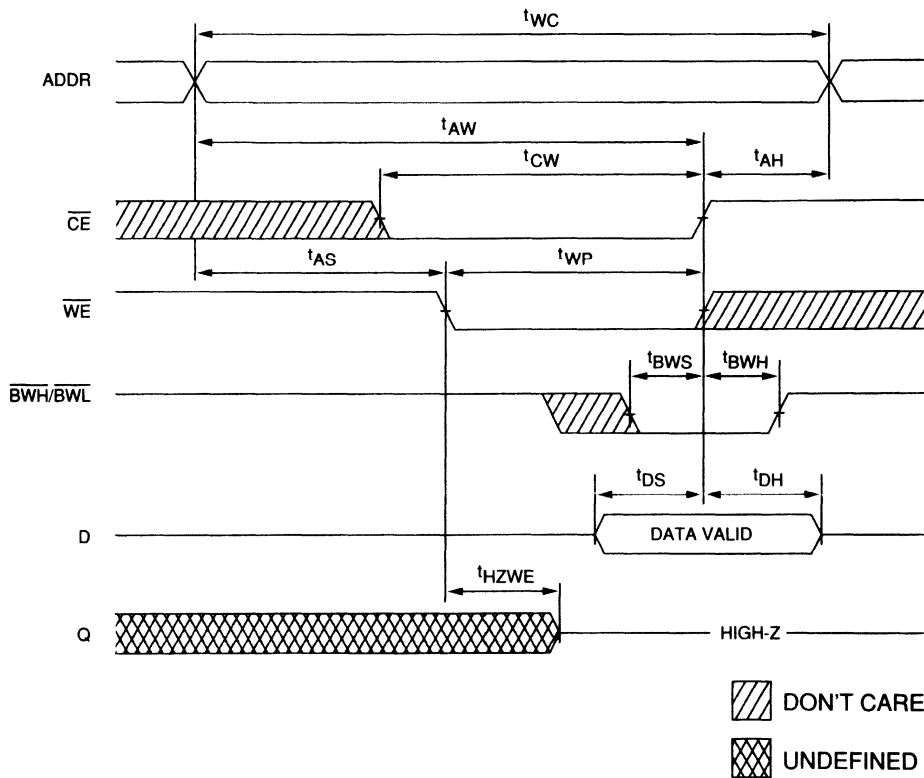 tWC
ADDR
tAW
tCW
tAH
CE
tAS
tWP
WE
tBWS
tBWH
BWH/BWL
tDS
tDH
D
DATA VALID
tHZWE
Q
HIGH-Z
DON'T CARE
UNDEFINED